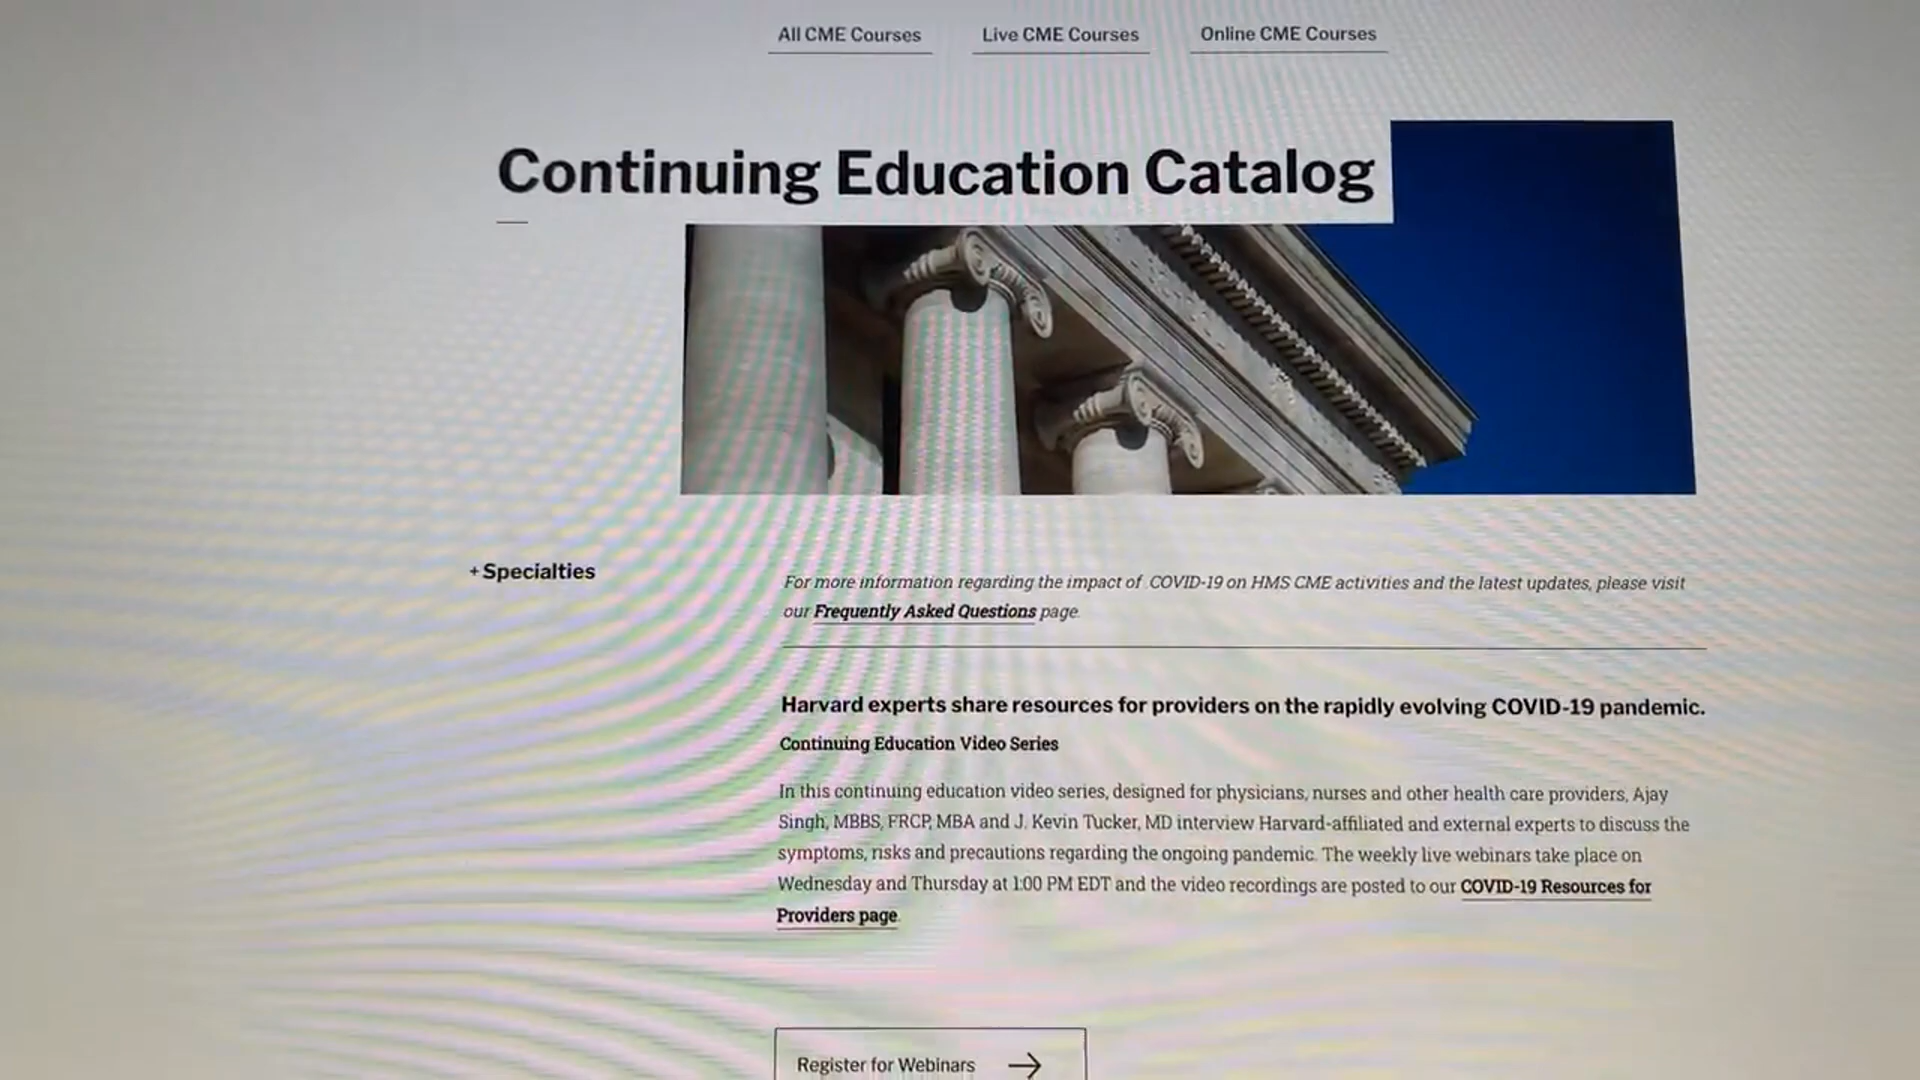 All CME Courses
Live CME Courses
Online CME Courses
Continuing Education Catalog
+ Specialties
For more information regarding the impact of COVID-19 on HMS CME activities and the latest updates, please visit
our Frequently Asked Questions page.
Harvard experts share resources for providers on the rapidly evolving COVID-19 pandemic.
Continuing Education Video Series
In this continuing education video series, designed for physicians, nurses and other health care providers, Ajay
Singh, MBBS, FRCP, MBA and J. Kevin Tucker, MD interview Harvard-affiliated and external experts to discuss the
symptoms, risks and precautions regarding the ongoing pandemic. The weekly live webinars take place on
Wednesday and Thursday at 1:00 PM EDT and the video recordings are posted to our COVID-19 Resources for
Providers page.
Register for Webinars